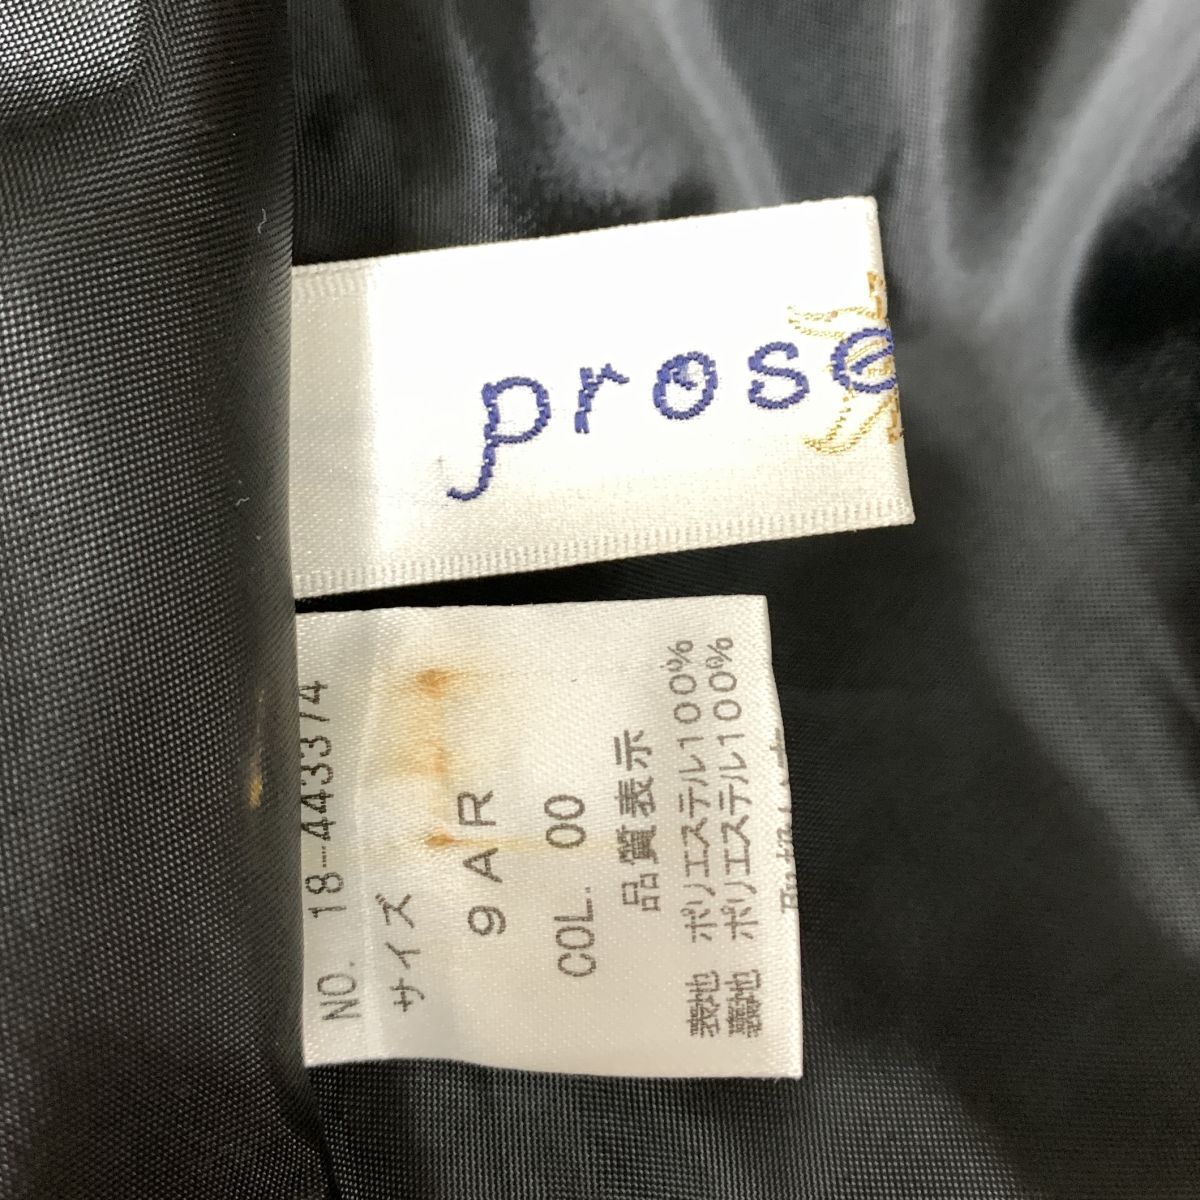 prose
NO. 18-443374
サイズ
9AR
COL. 00
品質表示
表地 ポリエステル100%
裏地 ポリエステル100%